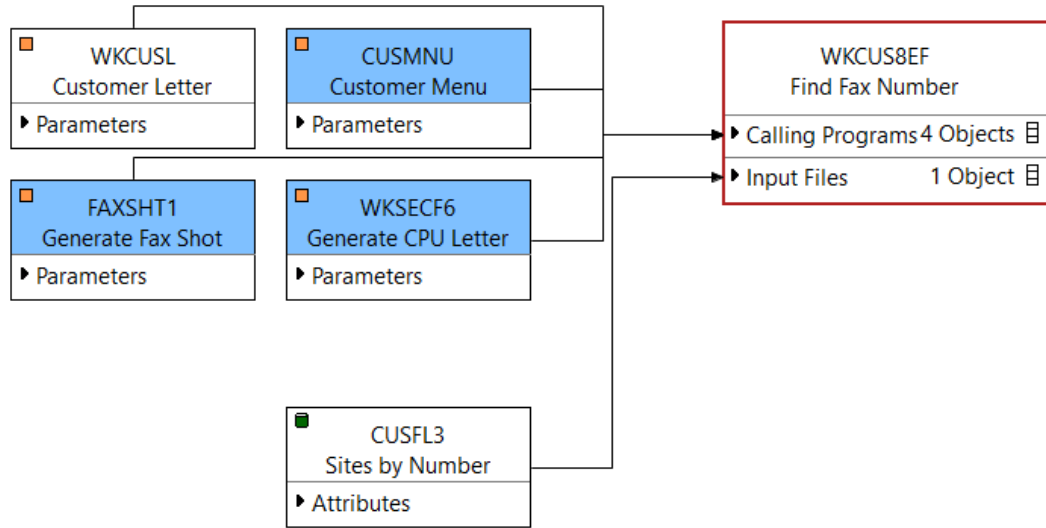 WKCUSL
Customer Letter
Parameters
CUSMNU
Customer Menu
Parameters
WKCUS8EF
Find Fax Number
Calling Programs 4 Objects
Input Files 1 Object
FAXSHT1
Generate Fax Shot
Parameters
WKSECF6
Generate CPU Letter
Parameters
CUSFL3
Sites by Number
Attributes